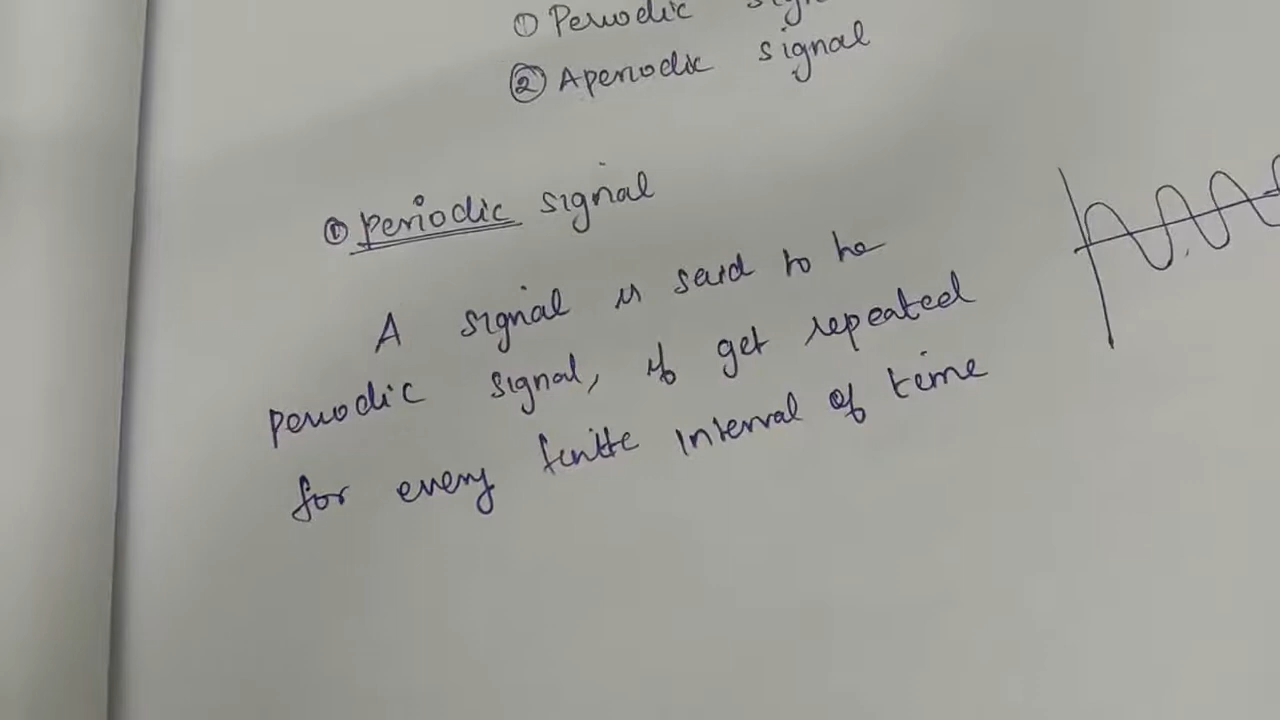 ① Periodic
② Aperiodic signal
① Periodic signal
A signal is said to be
periodic signal, if get repeated
for every finite interval of time